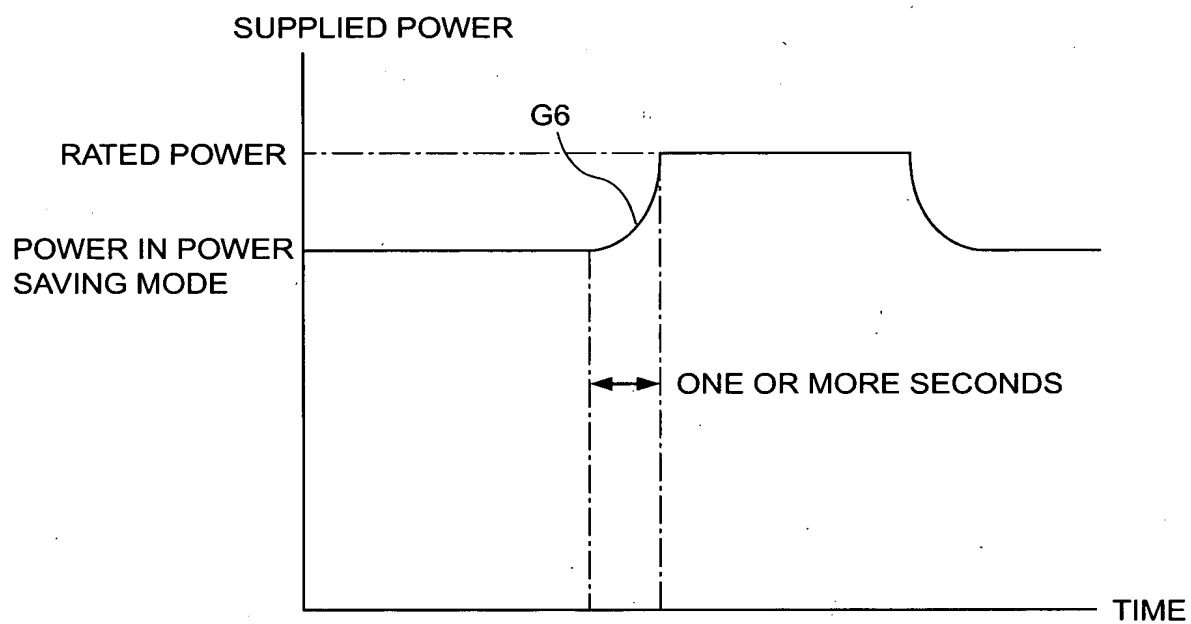 SUPPLIED POWER
G6
RATED POWER
POWER IN POWER
SAVING MODE
ONE OR MORE SECONDS
TIME